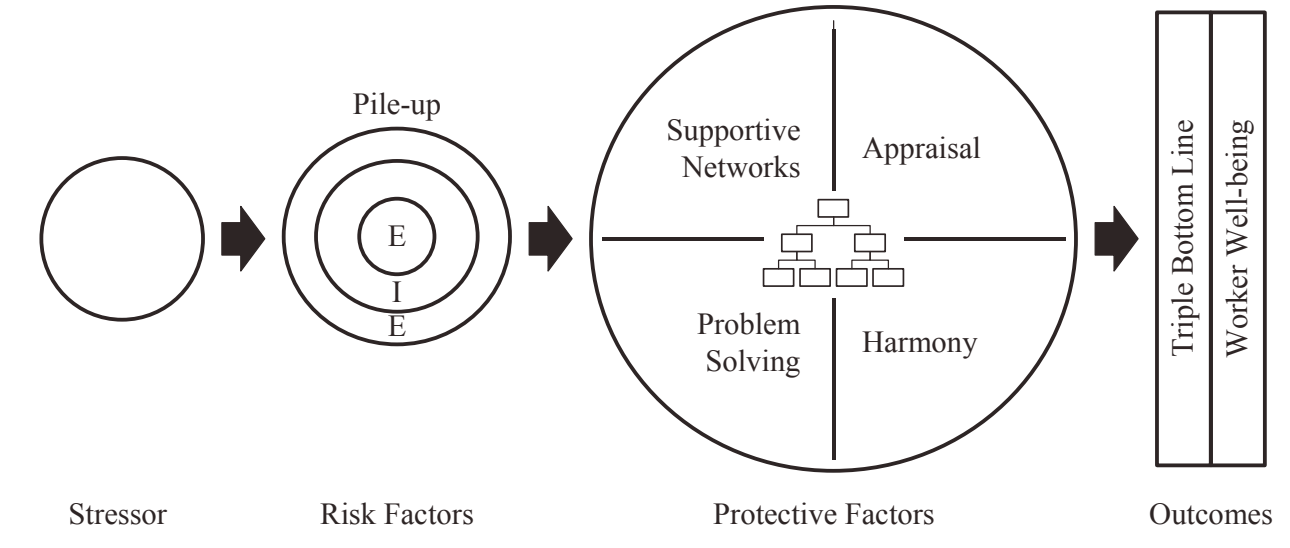 Pile-up
E
I
E
Supportive
Networks
Appraisal
Problem
Solving
Harmony
Triple Bottom Line
Worker Well-being
Stressor
Risk Factors
Protective Factors
Outcomes